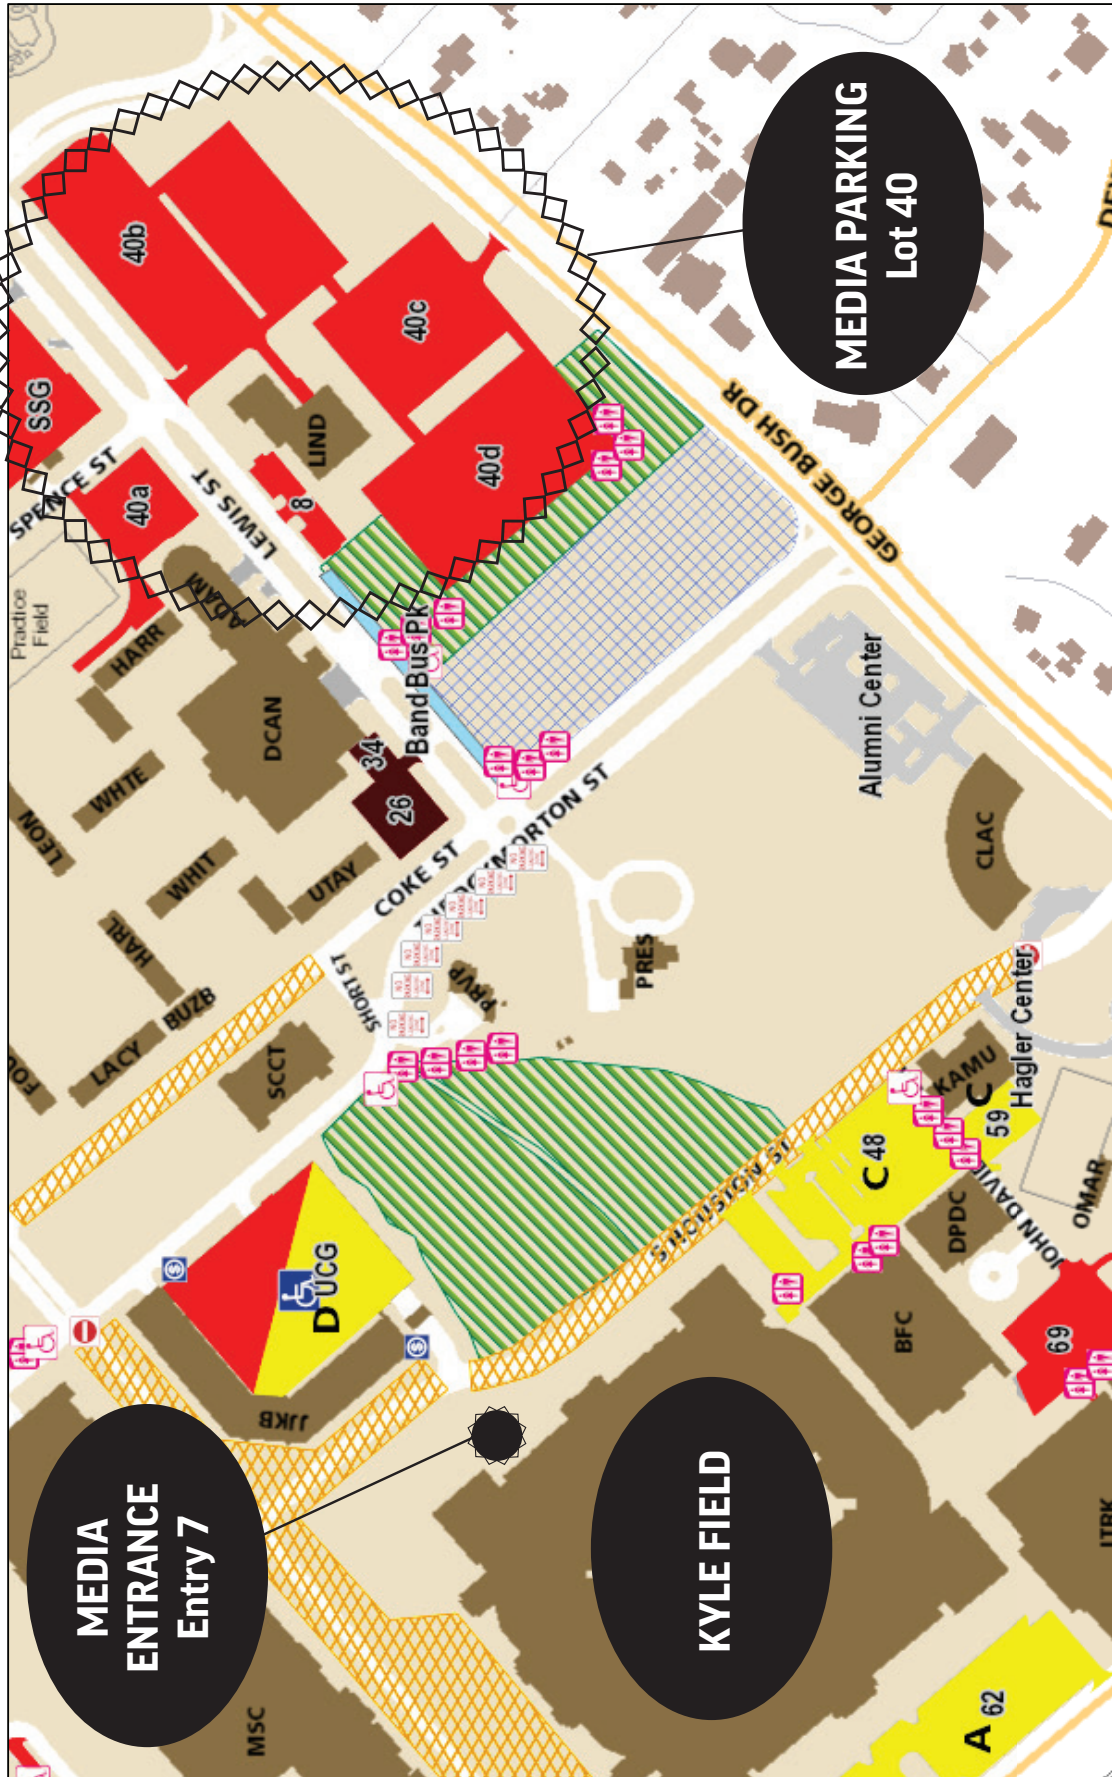 MEDIA PARKING
Lot 40
MEDIA
ENTRANCE
Entry 7
KYLE FIELD
40b
40c
40d
40a
SSG
8
LIND
SPENCE ST
LEWIS ST
GEORGE BUSH DR
Practice
Field
HARR
ADAM
DCAN
34
26
Band Bus Pk
WHTE
LEON
WHIT
UTAY
HARL
BUZB
LACY
COKE ST
SHORT ST
SCCT
PRVP
PRES
Alumni Center
CLAC
Hagler Center
KAMU
C
59
C 48
DPDC
OMAR
BFC
69
D UCG
JJKB
MSC
A 62